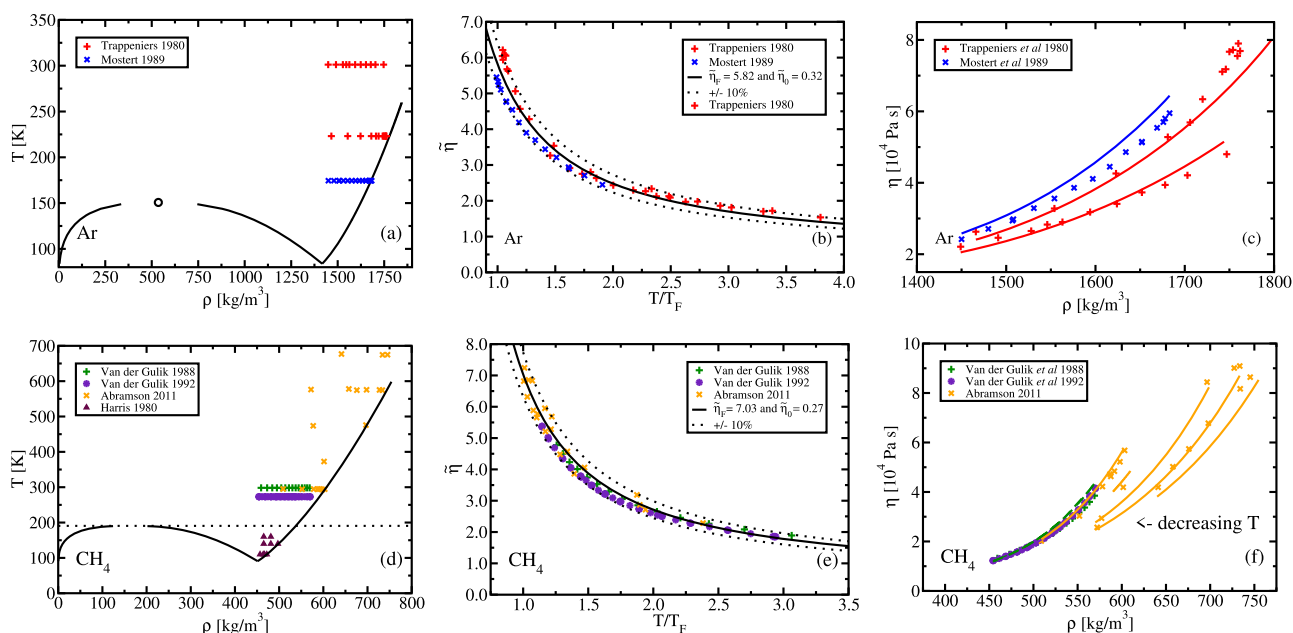 350
300
250
200
150
100
T [K]
0
250
500
750
1000
1250
1500
1750
ρ [kg/m³]
Trappeniers 1980
Mostert 1989
Ar
(a)
7.0
6.0
5.0
4.0
3.0
2.0
1.0
0.0
η̃
1.0
1.5
2.0
2.5
3.0
3.5
4.0
T/T_F
Trappeniers 1980
Mostert 1989
η̃_F = 5.82 and η̃_0 = 0.32
+/- 10%
Trappeniers 1980
Ar
(b)
8
6
4
2
η [10⁴ Pa s]
1400
1500
1600
1700
1800
ρ [kg/m³]
Trappeniers et al 1980
Mostert et al 1989
Ar
(c)
700
600
500
400
300
200
100
0
T [K]
0
100
200
300
400
500
600
700
800
ρ [kg/m³]
Van der Gulik 1988
Van der Gulik 1992
Abramson 2011
Harris 1980
CH₄
(d)
8.0
7.0
6.0
5.0
4.0
3.0
2.0
1.0
0.0
η̃
1.0
1.5
2.0
2.5
3.0
3.5
T/T_F
Van der Gulik 1988
Van der Gulik 1992
Abramson 2011
η̃_F = 7.03 and η̃_0 = 0.27
+/- 10%
CH₄
(e)
10
8
6
4
2
0
η [10⁴ Pa s]
400
450
500
550
600
650
700
750
ρ [kg/m³]
Van der Gulik et al 1988
Van der Gulik et al 1992
Abramson 2011
<- decreasing T
CH₄
(f)